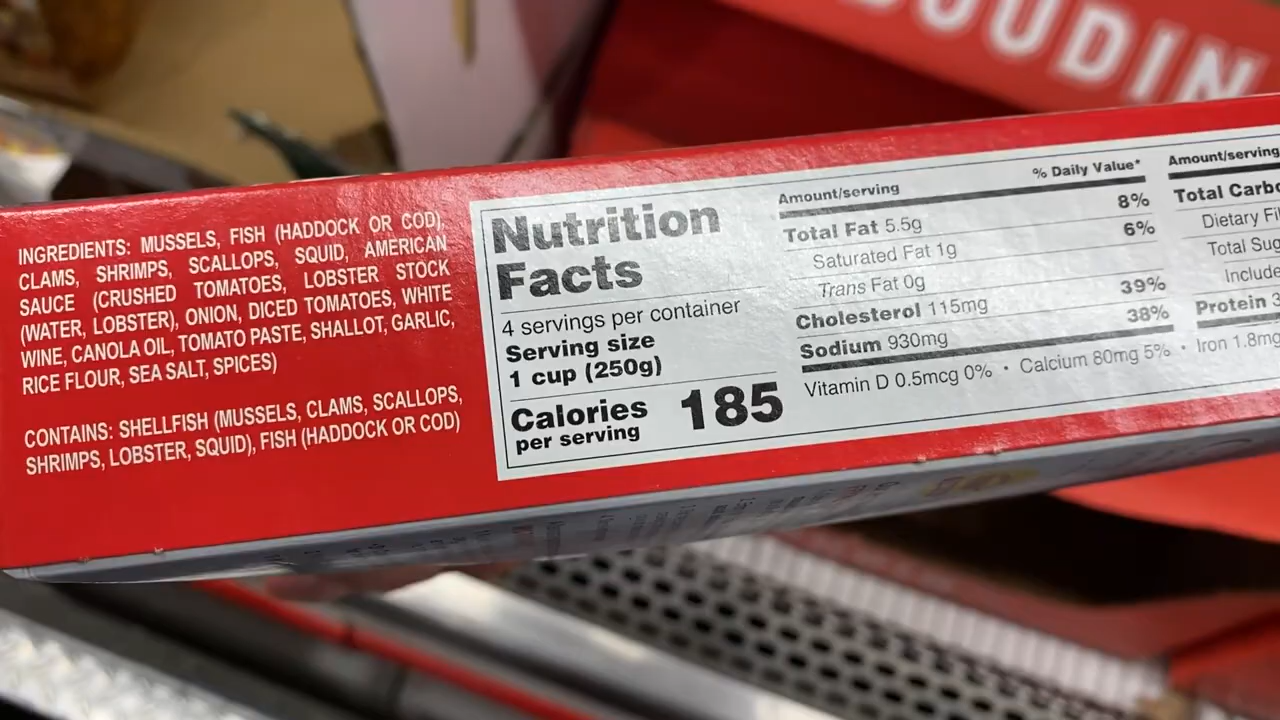 OUDIN
INGREDIENTS: MUSSELS, FISH (HADDOCK OR COD),
CLAMS, SHRIMPS, SCALLOPS, SQUID, AMERICAN
SAUCE (CRUSHED TOMATOES, LOBSTER STOCK
(WATER, LOBSTER), ONION, DICED TOMATOES, WHITE
WINE, CANOLA OIL, TOMATO PASTE, SHALLOT, GARLIC,
RICE FLOUR, SEA SALT, SPICES)
CONTAINS: SHELLFISH (MUSSELS, CLAMS, SCALLOPS,
SHRIMPS, LOBSTER, SQUID), FISH (HADDOCK OR COD)
Nutrition
Facts
4 servings per container
Serving size
1 cup (250g)
Calories
per serving
185
Amount/serving % Daily Value*
Total Fat 5.5g 8%
Saturated Fat 1g 6%
Trans Fat 0g
Cholesterol 115mg 39%
Sodium 930mg 38%
Vitamin D 0.5mcg 0% • Calcium 80mg 5% • Iron 1.8mg
Amount/serving
Total Carbo
Dietary Fi
Total Sug
Include
Protein 3